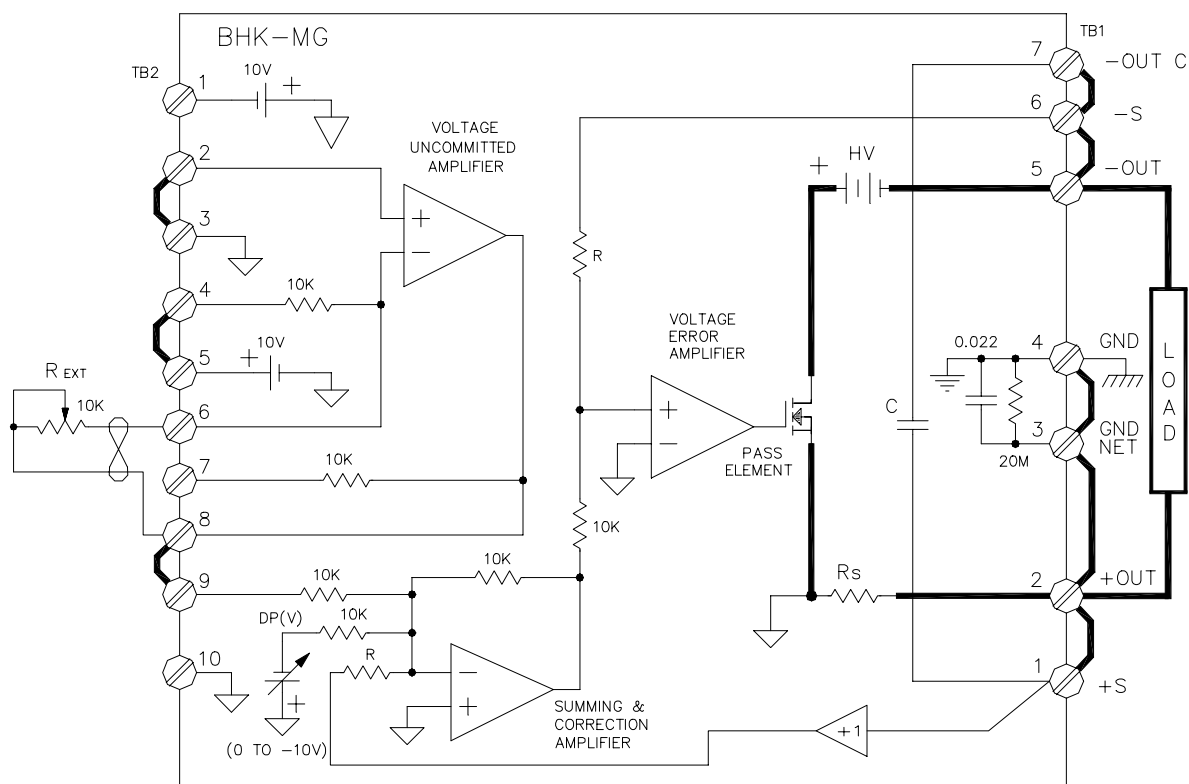 BHK-MG
TB2
TB1
1
10V
+
2
3
4
10K
5
+
10V
R EXT
10K
6
7
10K
8
9
10K
10K
DP(V)
10K
R
10
+
(0 TO -10V)
VOLTAGE
UNCOMMITTED
AMPLIFIER
+
−
R
VOLTAGE
ERROR
AMPLIFIER
+
−
10K
−
+
SUMMING &
CORRECTION
AMPLIFIER
+ HV
PASS
ELEMENT
C
Rs
+1
7
-OUT C
6
-S
5
-OUT
0.022
4
GND
3
GND
NET
20M
2
+OUT
1
+S
LOAD